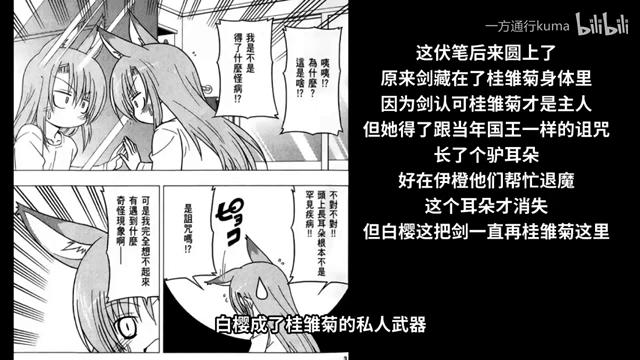 一方通行kuma bilibili
这伏笔后来圆上了
原来剑藏在了桂雏菊身体里
因为剑认可桂雏菊才是主人
但她得了跟当年国王一样的诅咒
长了个驴耳朵
好在伊橙他们帮忙退魔
这个耳朵才消失
但白樱这把剑一直再桂雏菊这里
咦咦!?
為什麼?
這是啥!?
我是不是
得了什麼怪病!?
不對不對!!
頭上長耳朵根本不是
罕見疾病!!
ピョコ
是詛咒嗎!?
可是我完全想不起來
有遇到什麼
奇怪現象啊——
白樱成了桂雏菊的私人武器